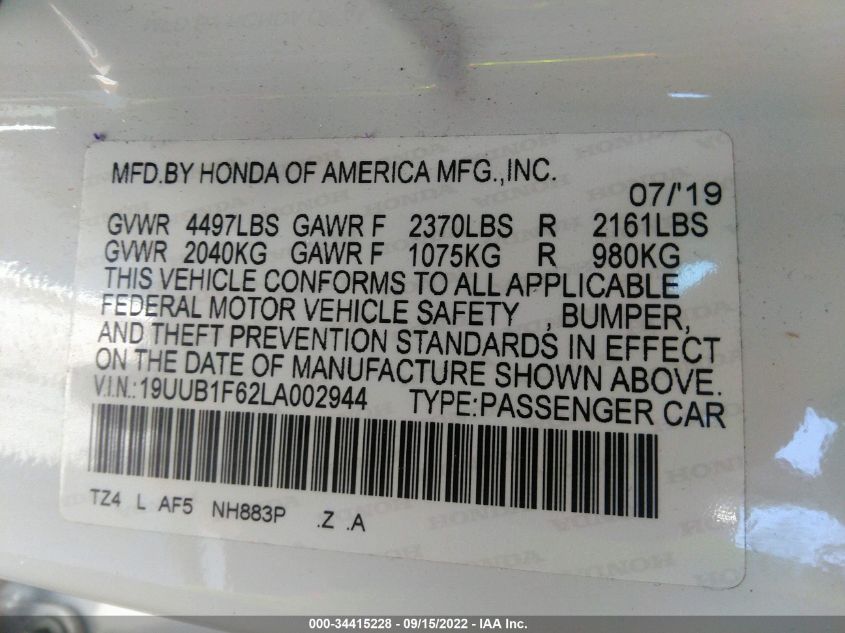 MFD.BY HONDA OF AMERICA MFG.,INC.
07/'19
GVWR 4497LBS GAWR F 2370LBS R 2161LBS
GVWR 2040KG GAWR F 1075KG R 980KG
THIS VEHICLE CONFORMS TO ALL APPLICABLE
FEDERAL MOTOR VEHICLE SAFETY , BUMPER,
AND THEFT PREVENTION STANDARDS IN EFFECT
ON THE DATE OF MANUFACTURE SHOWN ABOVE.
V.I.N.:19UUB1F62LA002944 TYPE:PASSENGER CAR
TZ4 L AF5 NH883P .Z .A
000-34415228 - 09/15/2022 - IAA Inc.